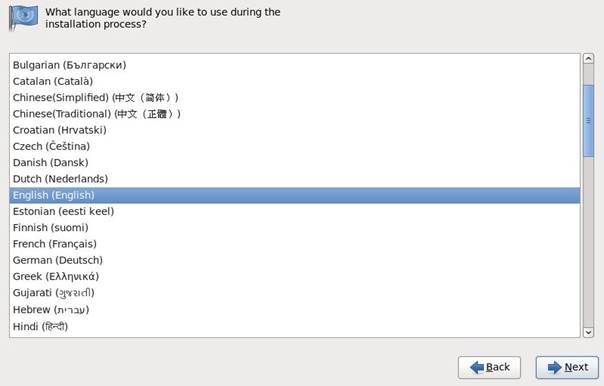 What language would you like to use during the
installation process?
Bulgarian (Български)
Catalan (Català)
Chinese(Simplified) (中文（简体）)
Chinese(Traditional) (中文（正體）)
Croatian (Hrvatski)
Czech (Čeština)
Danish (Dansk)
Dutch (Nederlands)
English (English)
Estonian (eesti keel)
Finnish (suomi)
French (Français)
German (Deutsch)
Greek (Ελληνικά)
Gujarati (ગુજરાતી)
Hebrew (עברית)
Hindi (हिन्दी)
Back
Next